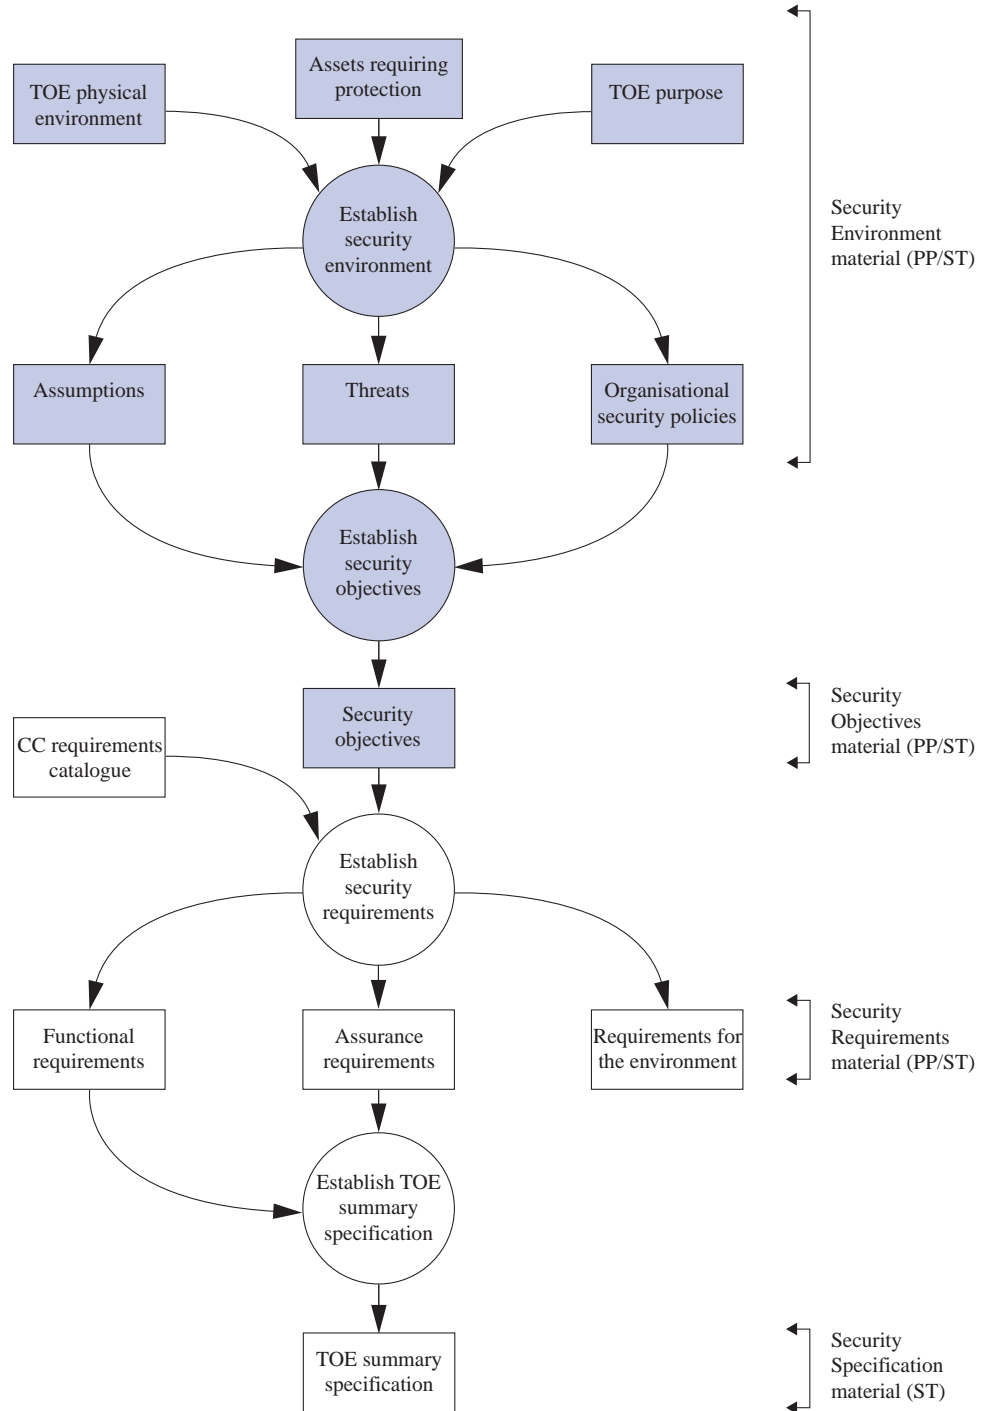 Assets requiring
protection
TOE physical
environment
TOE purpose
Establish
security
environment
Security
Environment
material (PP/ST)
Assumptions
Threats
Organisational
security policies
Establish
security
objectives
Security
objectives
Security
Objectives
material (PP/ST)
CC requirements
catalogue
Establish
security
requirements
Functional
requirements
Assurance
requirements
Requirements for
the environment
Security
Requirements
material (PP/ST)
Establish TOE
summary
specification
TOE summary
specification
Security
Specification
material (ST)